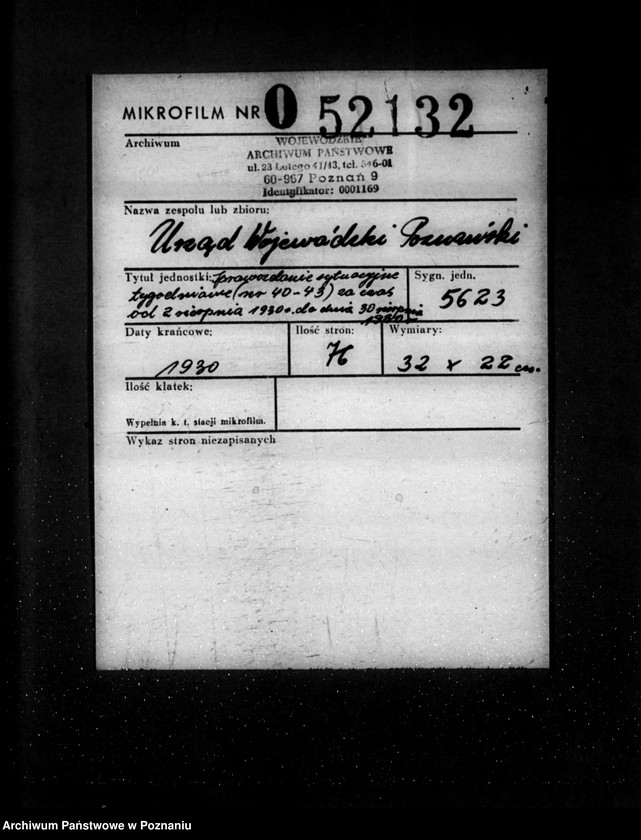 MIKROFILM NR O 52132
Archiwum
WOJEWÓDZKIE
ARCHIWUM PAŃSTWOWE
ul. 23 Lutego 41/43, tel. 546-01
60-967 Poznań 9
Identyfikator: 0001169
Nazwa zespołu lub zbioru:
Urząd Wojewódzki Poznański
Tytuł jednostki: Sprawozdanie sytuacyjne
tygodniowe (nr 40-43) za czas
od 2 sierpnia 1930r. do dnia 30 sierpnia
1930
Sygn. jedn.
5623
Daty krańcowe:
1930
Ilość stron:
Wymiary:
32 x 22 cm.
Ilość klatek:
Wypełnia k. t. stacji mikrofilm.
Wykaz stron niezapisanych
Archiwum Państwowe w Poznaniu